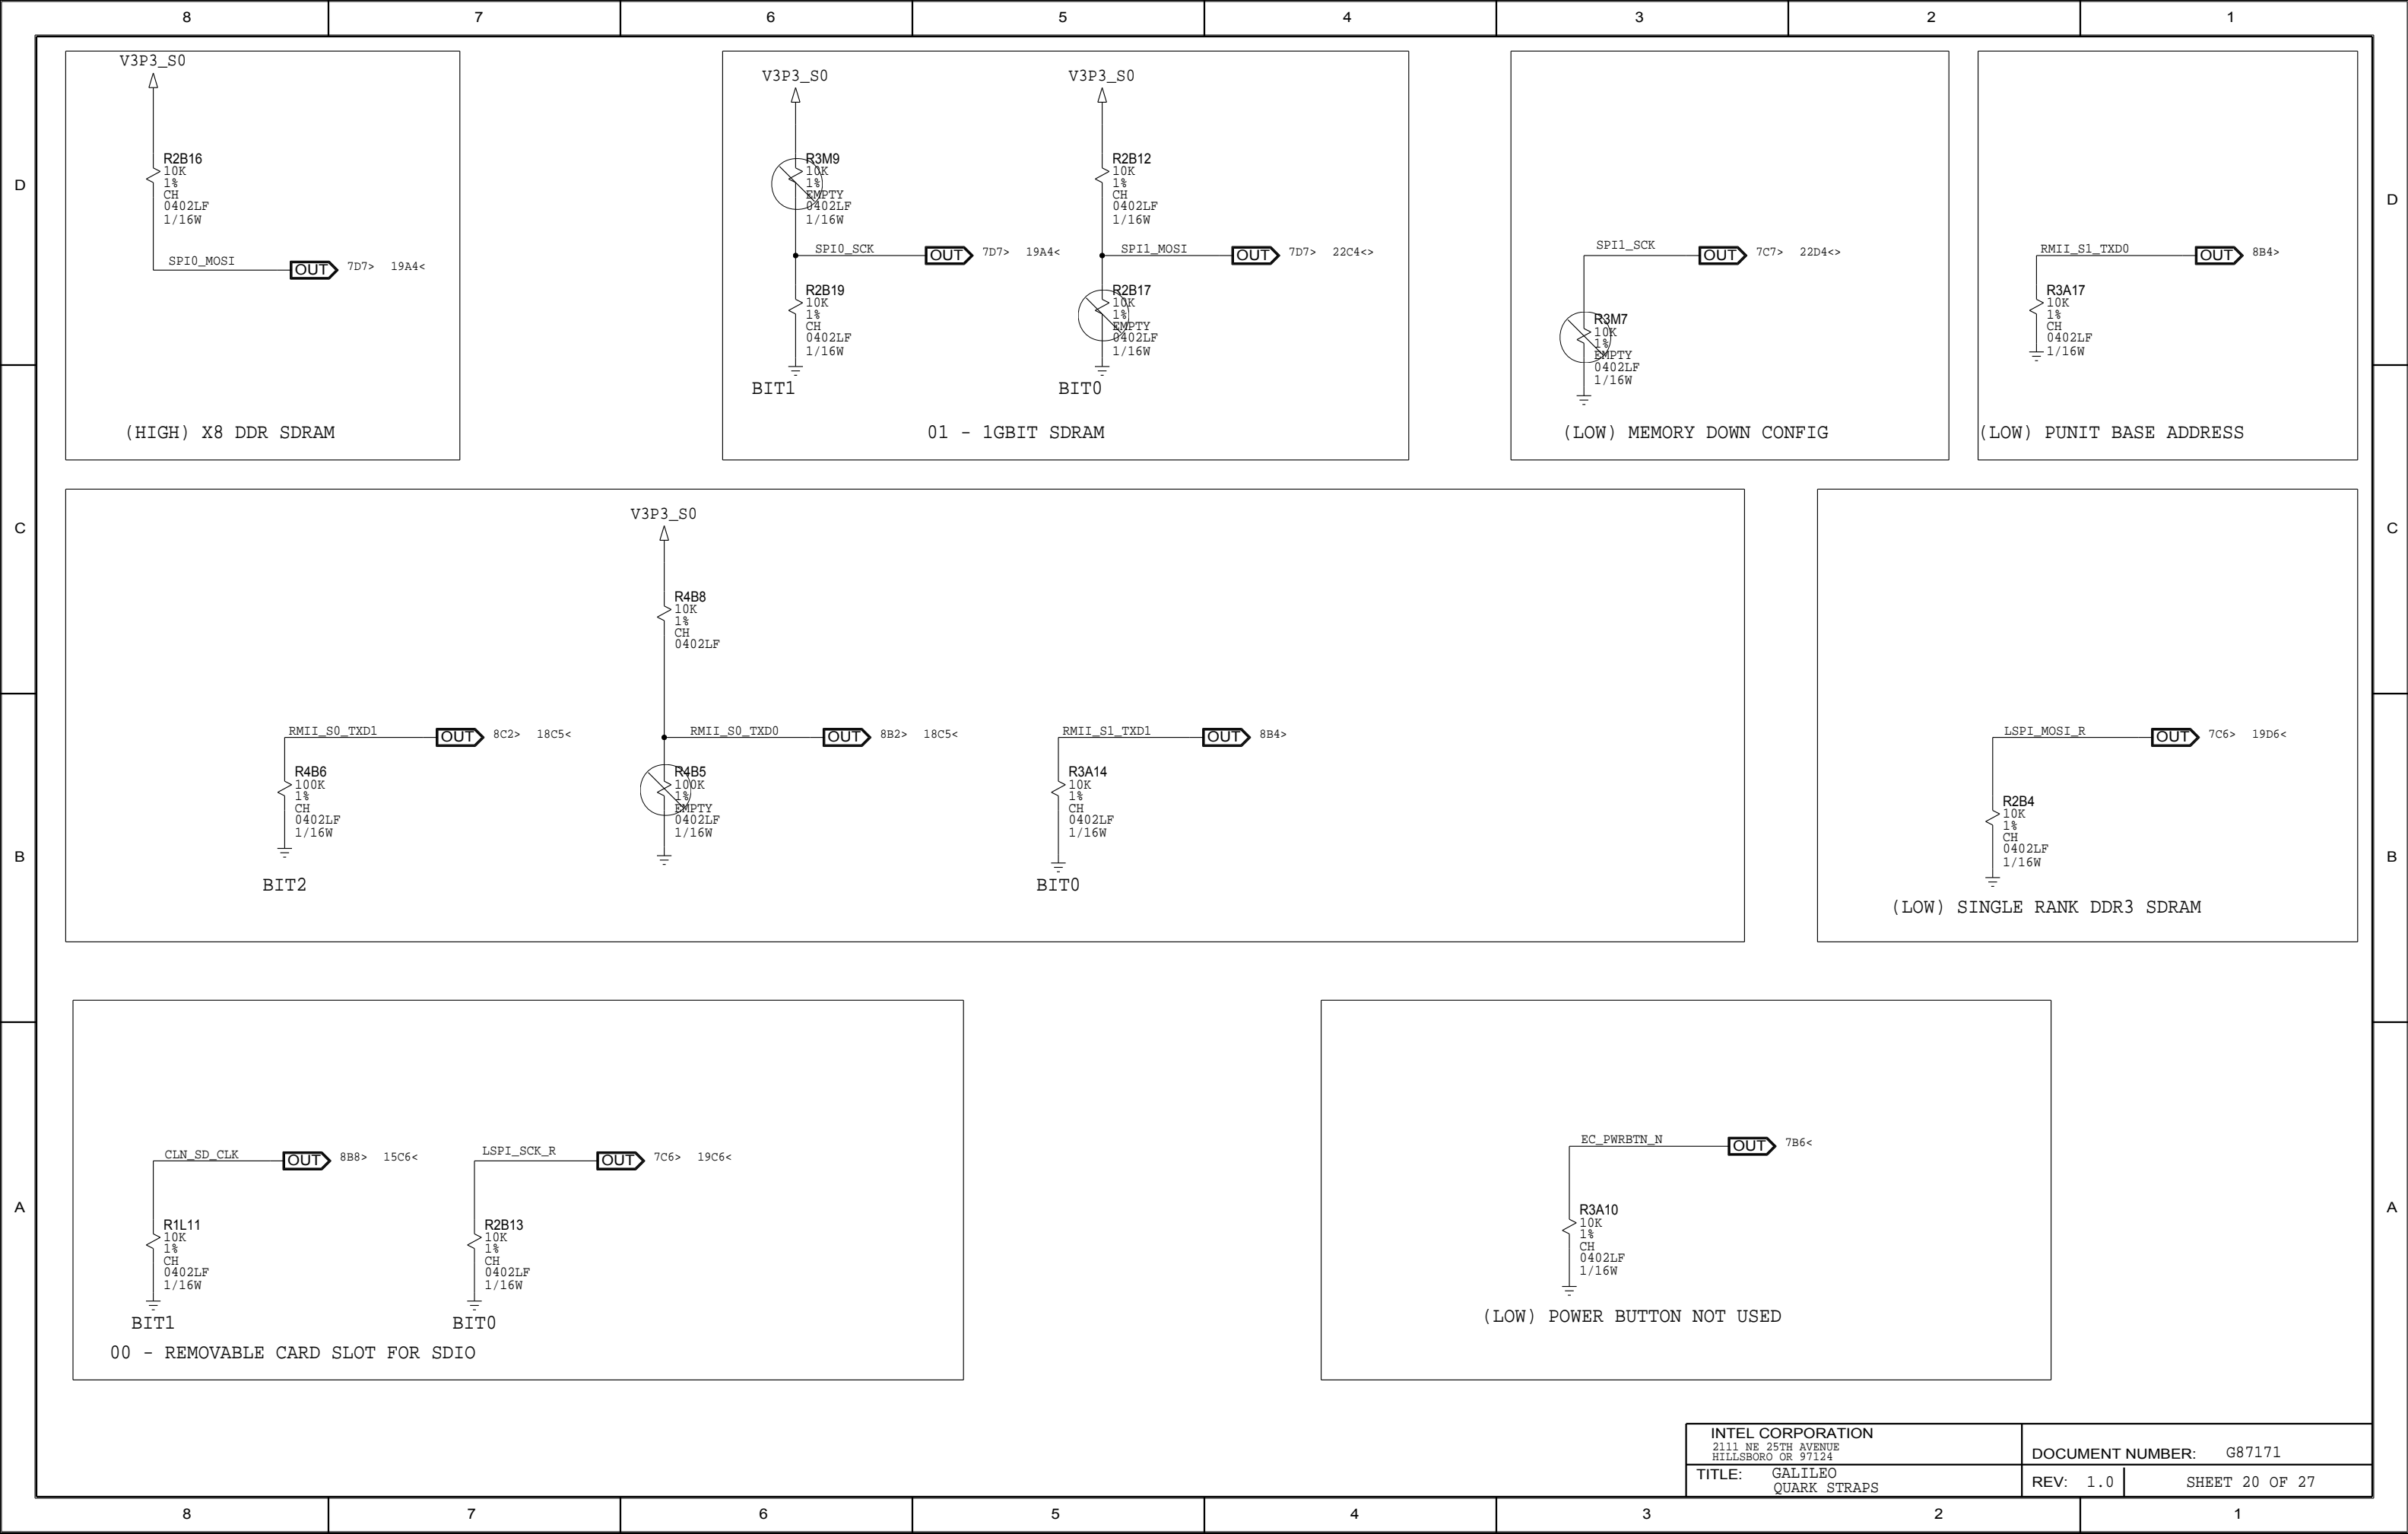 8 7 6 5 4 3 2 1
D
D
C
C
B
B
A
A
V3P3_S0
R2B16
10K
1%
CH
0402LF
1/16W
SPI0_MOSI OUT 7D7> 19A4<
(HIGH) X8 DDR SDRAM
V3P3_S0
R3M9
10K
1%
EMPTY
0402LF
1/16W
SPI0_SCK OUT 7D7> 19A4<
R2B19
10K
1%
CH
0402LF
1/16W
BIT1
V3P3_S0
R2B12
10K
1%
CH
0402LF
1/16W
SPI1_MOSI OUT 7D7> 22C4<>
R2B17
10K
1%
EMPTY
0402LF
1/16W
BIT0
01 - 1GBIT SDRAM
SPI1_SCK OUT 7C7> 22D4<>
R3M7
10K
1%
EMPTY
0402LF
1/16W
(LOW) MEMORY DOWN CONFIG
RMII_S1_TXD0 OUT 8B4>
R3A17
10K
1%
CH
0402LF
1/16W
(LOW) PUNIT BASE ADDRESS
RMII_S0_TXD1 OUT 8C2> 18C5<
R4B6
100K
1%
CH
0402LF
1/16W
BIT2
V3P3_S0
R4B8
10K
1%
CH
0402LF
RMII_S0_TXD0 OUT 8B2> 18C5<
R4B5
100K
1%
EMPTY
0402LF
1/16W
RMII_S1_TXD1 OUT 8B4>
R3A14
10K
1%
CH
0402LF
1/16W
BIT0
LSPI_MOSI_R OUT 7C6> 19D6<
R2B4
10K
1%
CH
0402LF
1/16W
(LOW) SINGLE RANK DDR3 SDRAM
CLN_SD_CLK OUT 8B8> 15C6<
R1L11
10K
1%
CH
0402LF
1/16W
BIT1
LSPI_SCK_R OUT 7C6> 19C6<
R2B13
10K
1%
CH
0402LF
1/16W
BIT0
00 - REMOVABLE CARD SLOT FOR SDIO
EC_PWRBTN_N OUT 7B6<
R3A10
10K
1%
CH
0402LF
1/16W
(LOW) POWER BUTTON NOT USED
INTEL CORPORATION
2111 NE 25TH AVENUE
HILLSBORO OR 97124
DOCUMENT NUMBER: G87171
TITLE: GALILEO
QUARK STRAPS
REV: 1.0 SHEET 20 OF 27
8 7 6 5 4 3 2 1